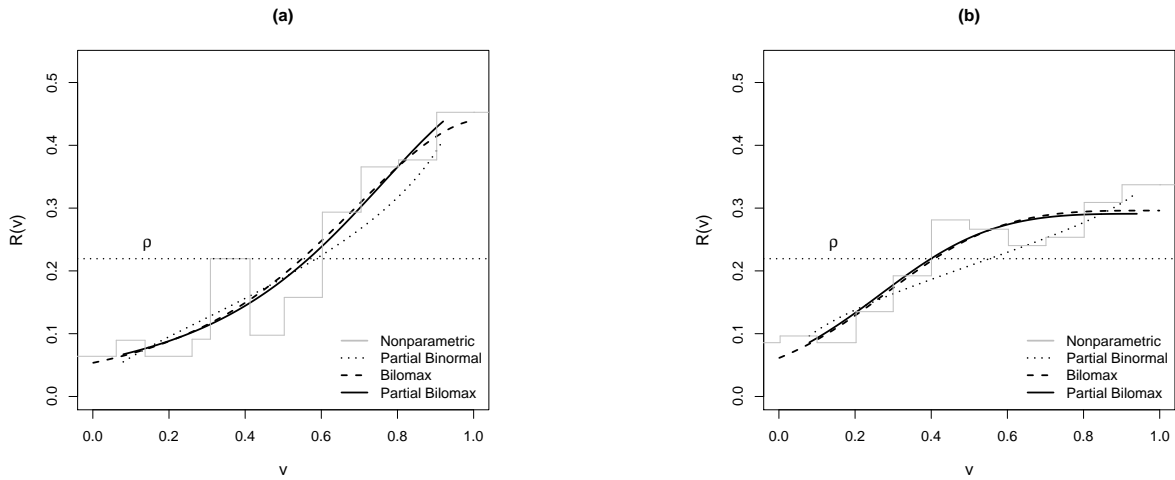 (a)
R(v)
0.5
0.4
0.3
0.2
0.1
0.0
ρ
Nonparametric
Partial Binormal
Bilomax
Partial Bilomax
0.0 0.2 0.4 0.6 0.8 1.0
v
(b)
R(v)
0.5
0.4
0.3
0.2
0.1
0.0
ρ
Nonparametric
Partial Binormal
Bilomax
Partial Bilomax
0.0 0.2 0.4 0.6 0.8 1.0
v